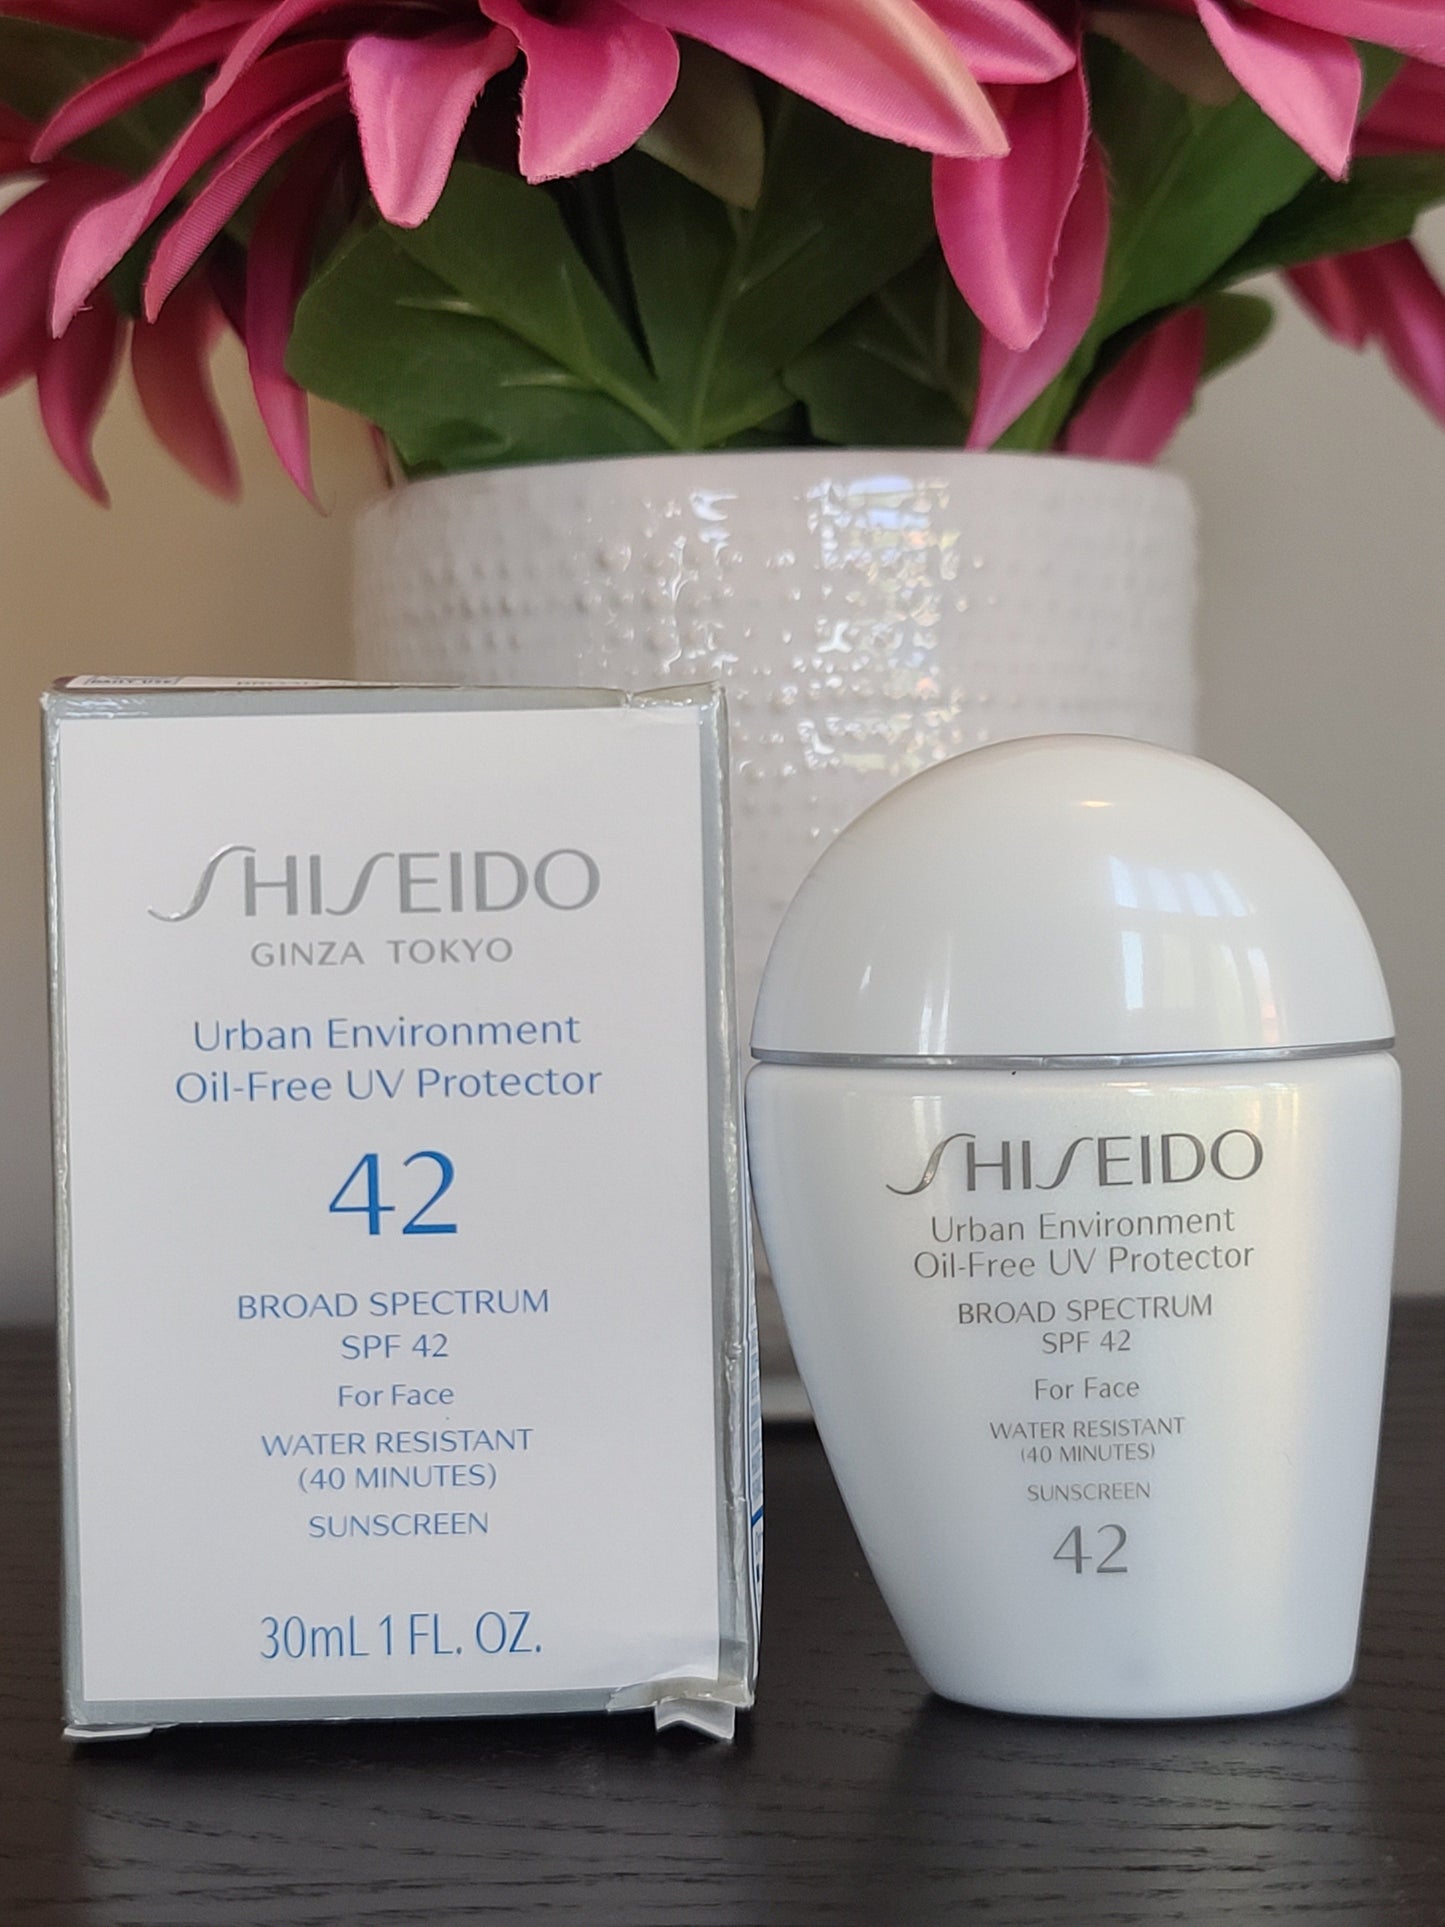 DAILY USE
SHISEIDO
GINZA TOKYO
Urban Environment
Oil-Free UV Protector
42
BROAD SPECTRUM
SPF 42
For Face
WATER RESISTANT
(40 MINUTES)
SUNSCREEN
30mL 1 FL. OZ.
SHISEIDO
Urban Environment
Oil-Free UV Protector
BROAD SPECTRUM
SPF 42
For Face
WATER RESISTANT
(40 MINUTES)
SUNSCREEN
42